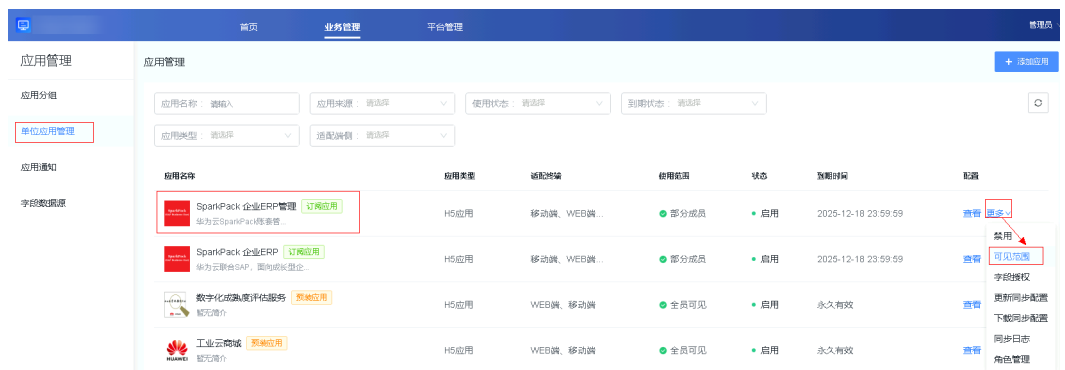 首页 业务管理 平台管理 管理员
应用管理 应用管理 + 添加应用
应用分组 应用名称： 请输入 应用来源： 请选择 使用状态： 请选择 到期状态： 请选择
单位应用管理 应用类型： 请选择 适配端侧： 请选择
应用通知 应用名称 应用类型 适配终端 使用范围 状态 到期时间 配置
字段数据源 SparkPack 企业ERP管理 订阅应用
华为云SparkPack账套管...
H5应用 移动端、WEB端... 部分成员 启用 2025-12-18 23:59:59 查看 更多
禁用
SparkPack 企业ERP 订阅应用
华为云联合SAP，面向成长型企...
H5应用 移动端、WEB端... 部分成员 启用 2025-12-18 23:59:59 查看 可见范围
字段授权
数字化成熟度评估服务 预装应用
暂无简介
H5应用 WEB端、移动端 全员可见 启用 永久有效 查看 更新同步配置
下载同步配置
工业云商城 预装应用
HUAWEI 暂无简介
H5应用 WEB端、移动端 全员可见 启用 永久有效 查看 同步日志
角色管理